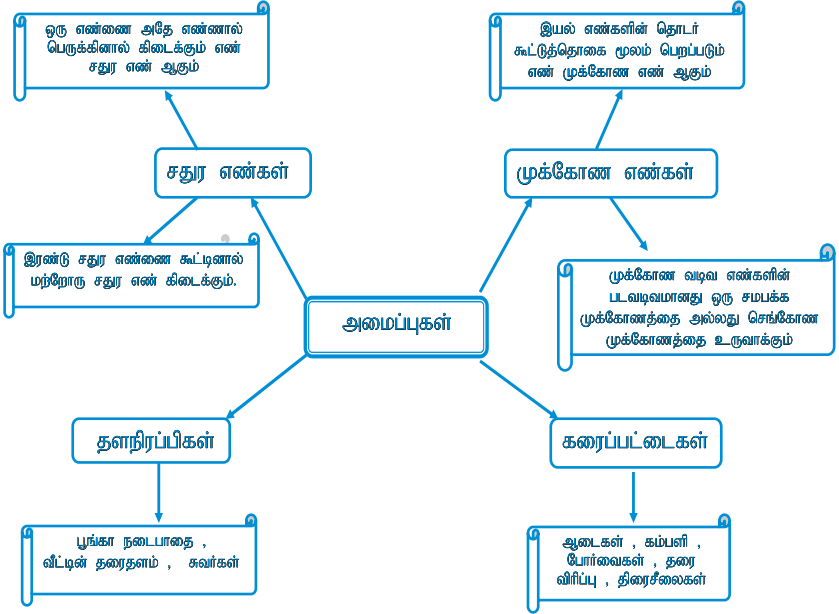 ஒரு எண்ணை அதே எண்ணால்
பெருக்கினால் கிடைக்கும் எண்
சதுர எண் ஆகும்
இயல் எண்களின் தொடர்
கூட்டுத்தொகை மூலம் பெறப்படும்
எண் முக்கோண எண் ஆகும்
சதுர எண்கள்
முக்கோண எண்கள்
இரண்டு சதுர எண்ணை கூட்டினால்
மற்றோரு சதுர எண் கிடைக்கும்.
முக்கோண வடிவ எண்களின்
படவடிவமானது ஒரு சமபக்க
முக்கோணத்தை அல்லது செங்கோண
முக்கோணத்தை உருவாக்கும்
அமைப்புகள்
தளநிரப்பிகள்
கரைப்பட்டைகள்
பூங்கா நடைபாதை ,
வீட்டின் தரைதளம் , சுவர்கள்
ஆடைகள் , கம்பளி ,
போர்வைகள் , தரை
விரிப்பு , திரைசீலைகள்